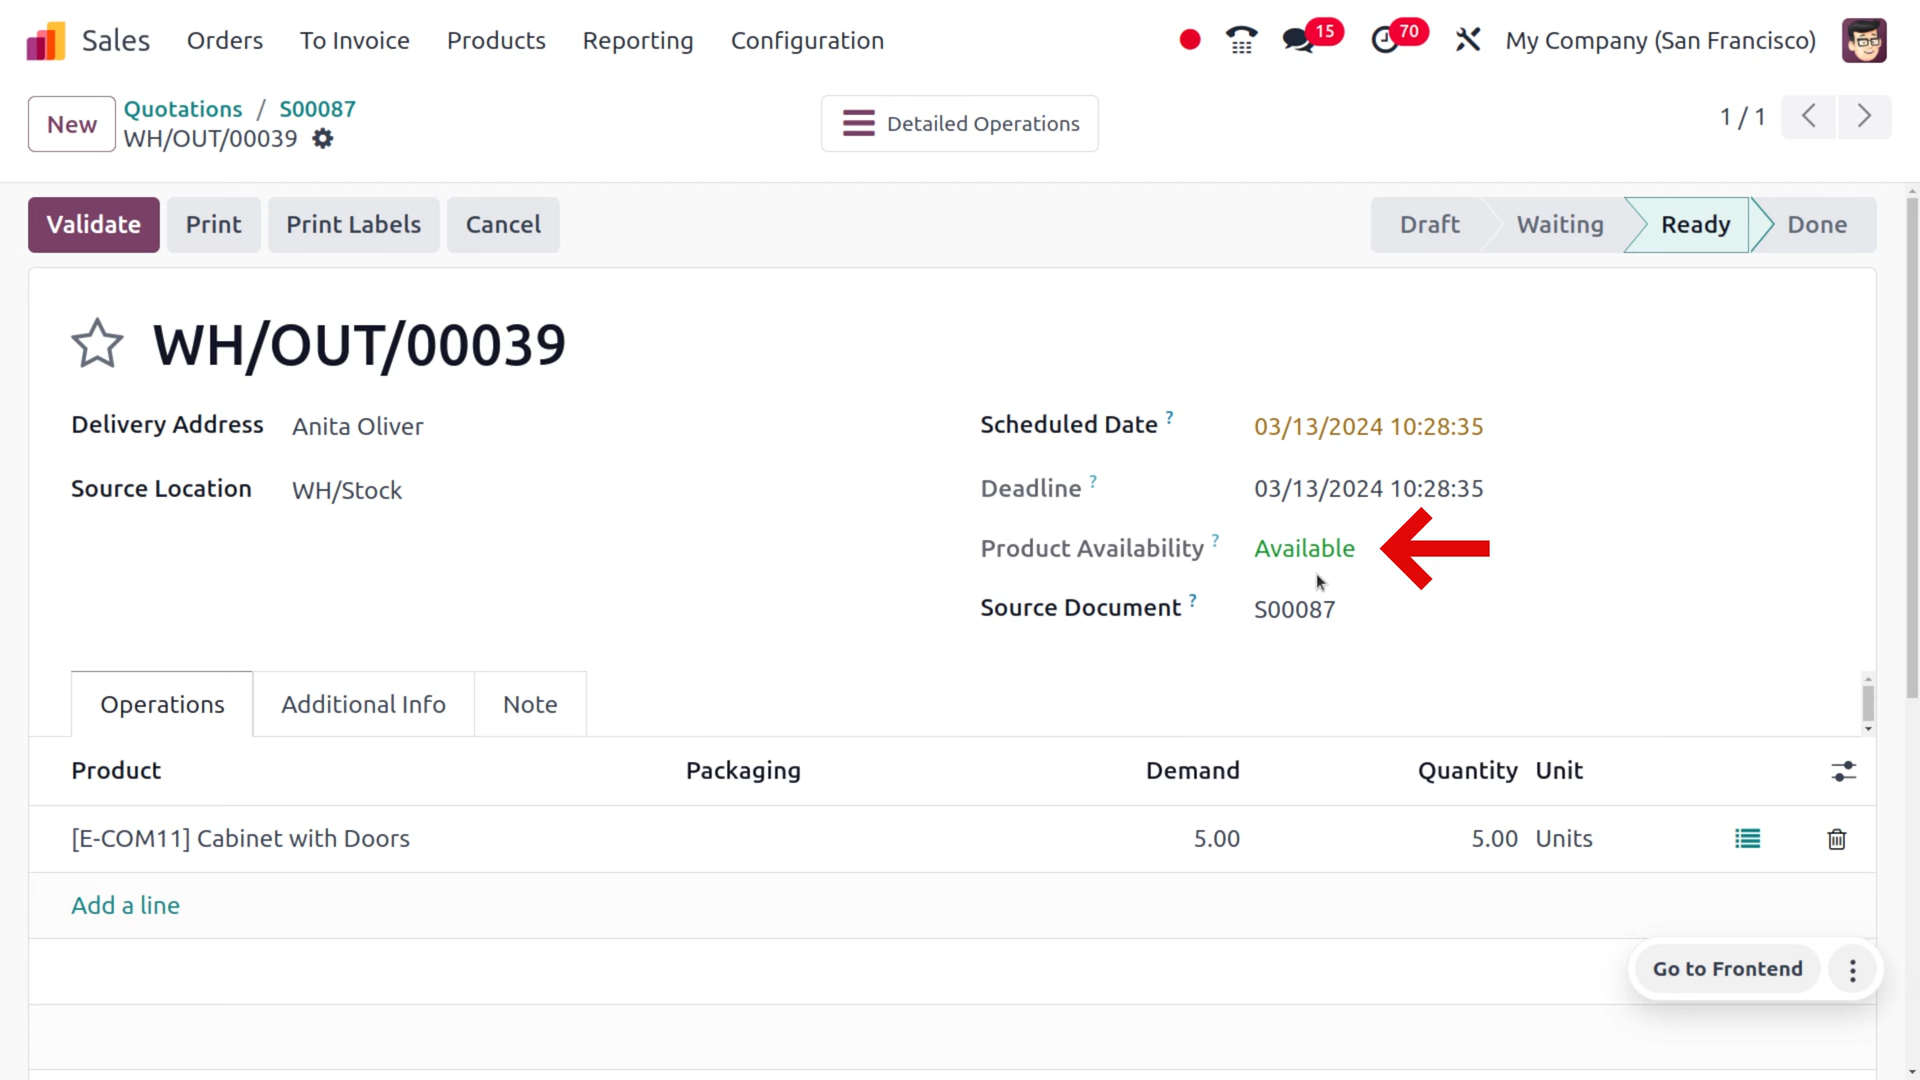 Sales Orders To Invoice Products Reporting Configuration 15 70 My Company (San Francisco)
New Quotations / S00087 Detailed Operations 1 / 1
WH/OUT/00039
Validate Print Print Labels Cancel Draft Waiting Ready Done
WH/OUT/00039
Delivery Address Anita Oliver Scheduled Date ? 03/13/2024 10:28:35
Source Location WH/Stock Deadline ? 03/13/2024 10:28:35
Product Availability ? Available
Source Document ? S00087
Operations Additional Info Note
Product Packaging Demand Quantity Unit
[E-COM11] Cabinet with Doors 5.00 5.00 Units
Add a line
Go to Frontend